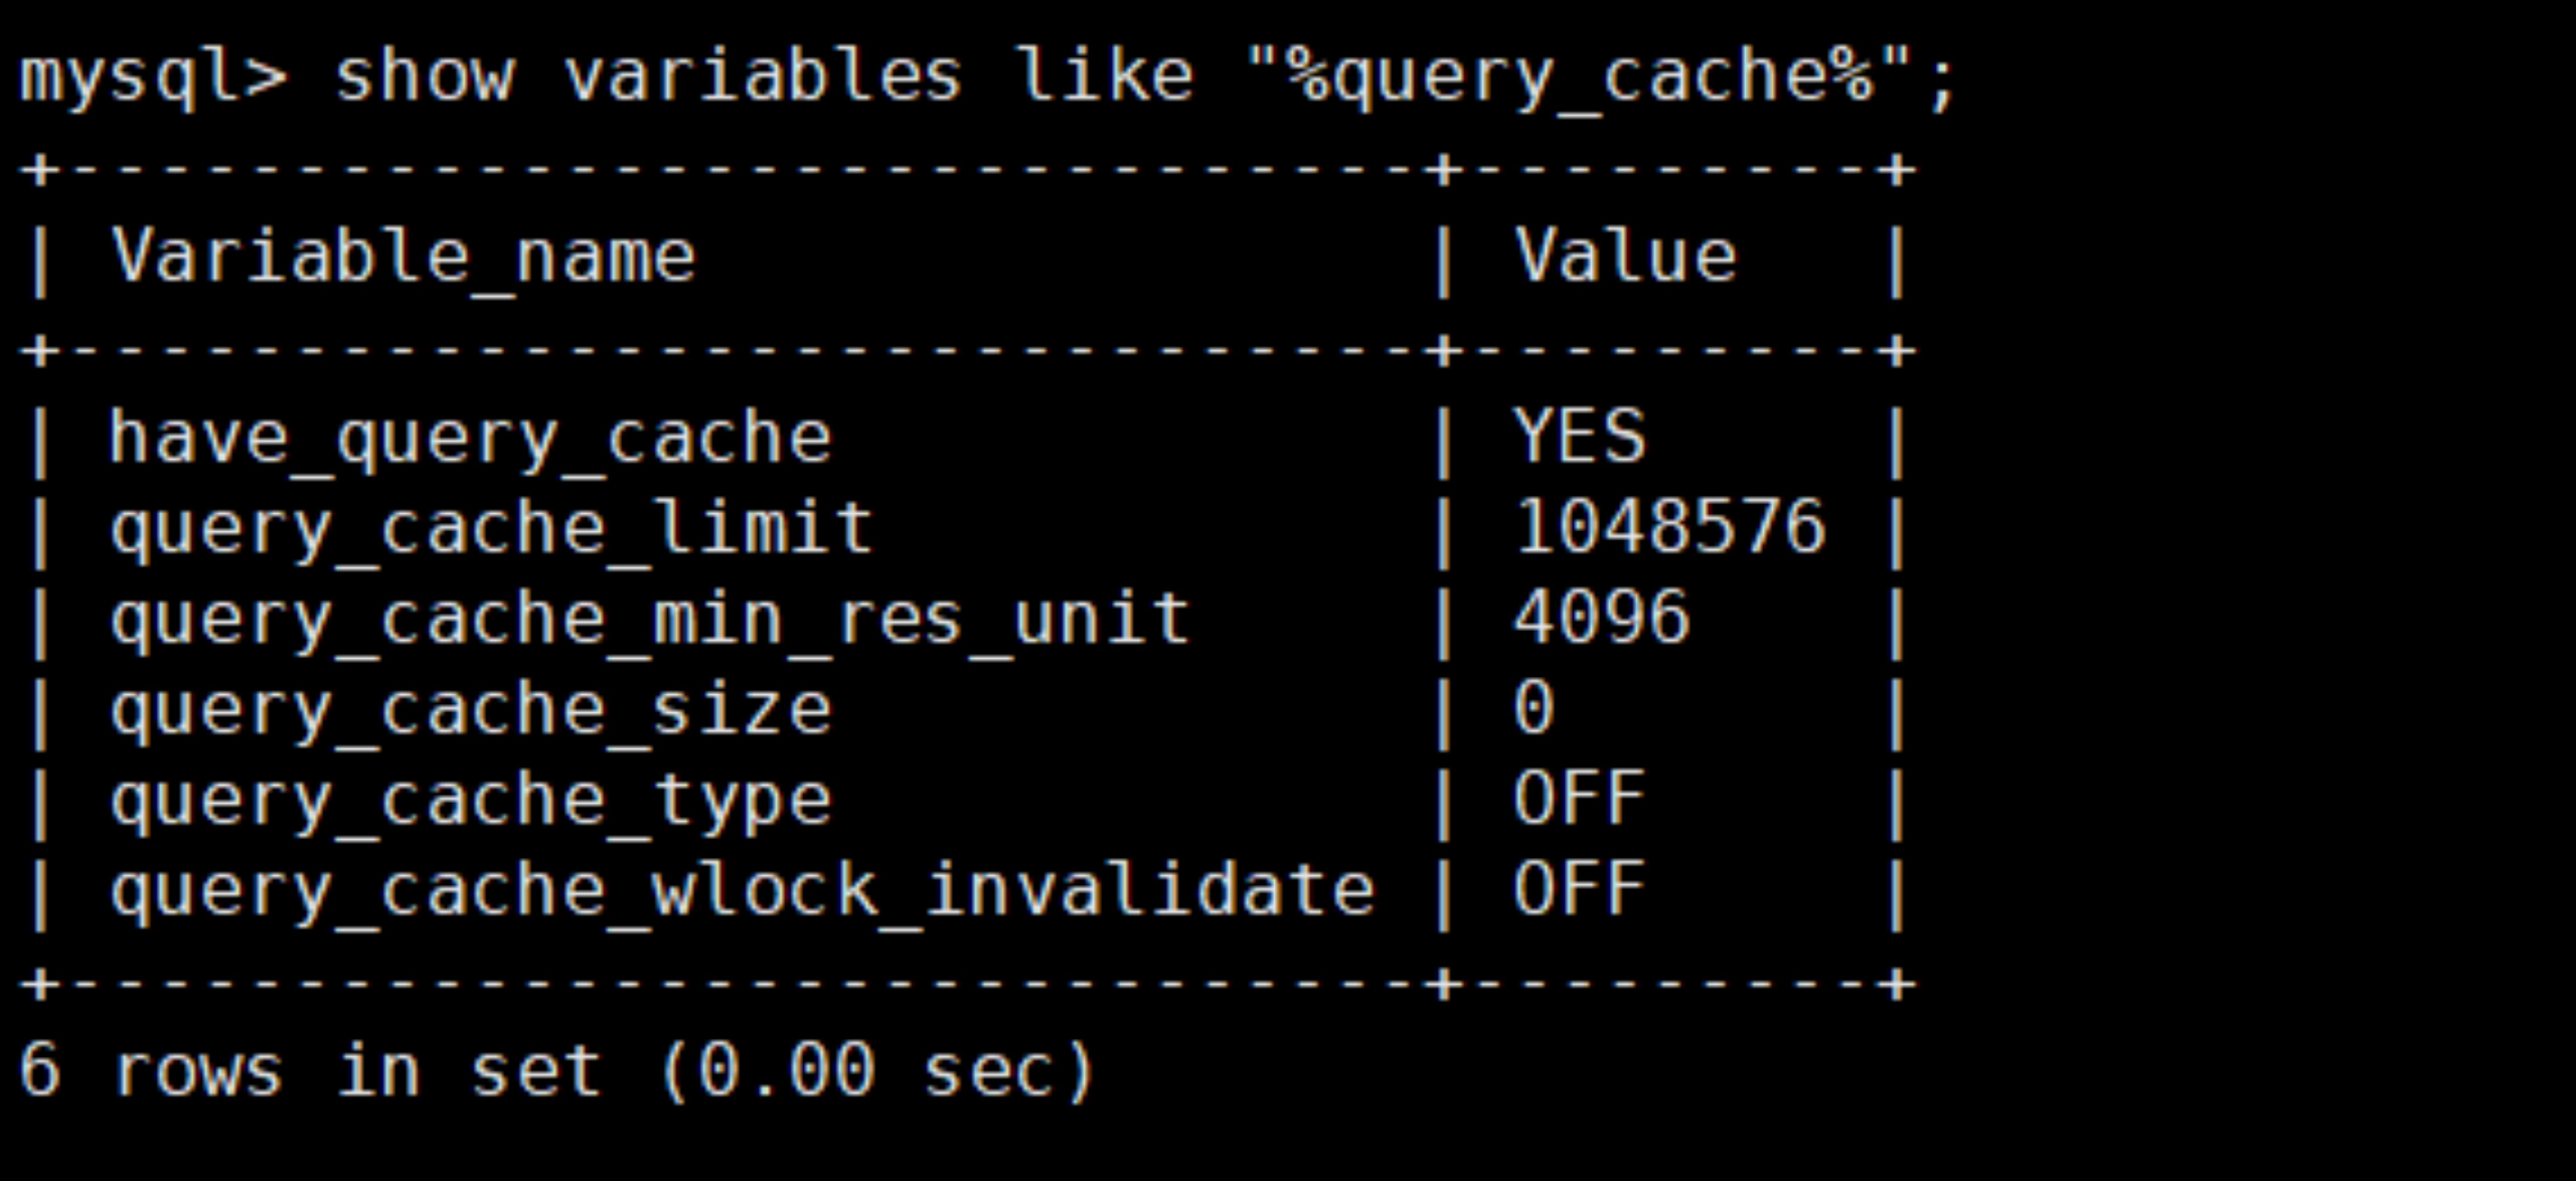 mysql> show variables like "%query_cache%";
+------------------------------+----------+
| Variable_name                | Value    |
+------------------------------+----------+
| have_query_cache             | YES      |
| query_cache_limit            | 1048576  |
| query_cache_min_res_unit     | 4096     |
| query_cache_size             | 0        |
| query_cache_type             | OFF      |
| query_cache_wlock_invalidate | OFF      |
+------------------------------+----------+
6 rows in set (0.00 sec)